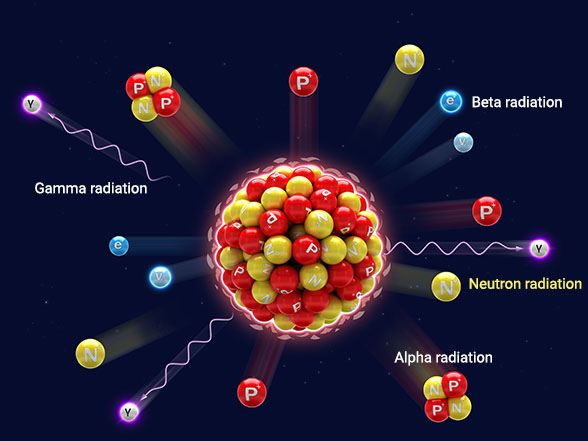 N
P+
N
P+
P+
N
N
γ
e-
Beta radiation
ν
Gamma radiation
P+
e-
γ
ν
N
Neutron radiation
N
Alpha radiation
γ
P+
N
P+
P+
N